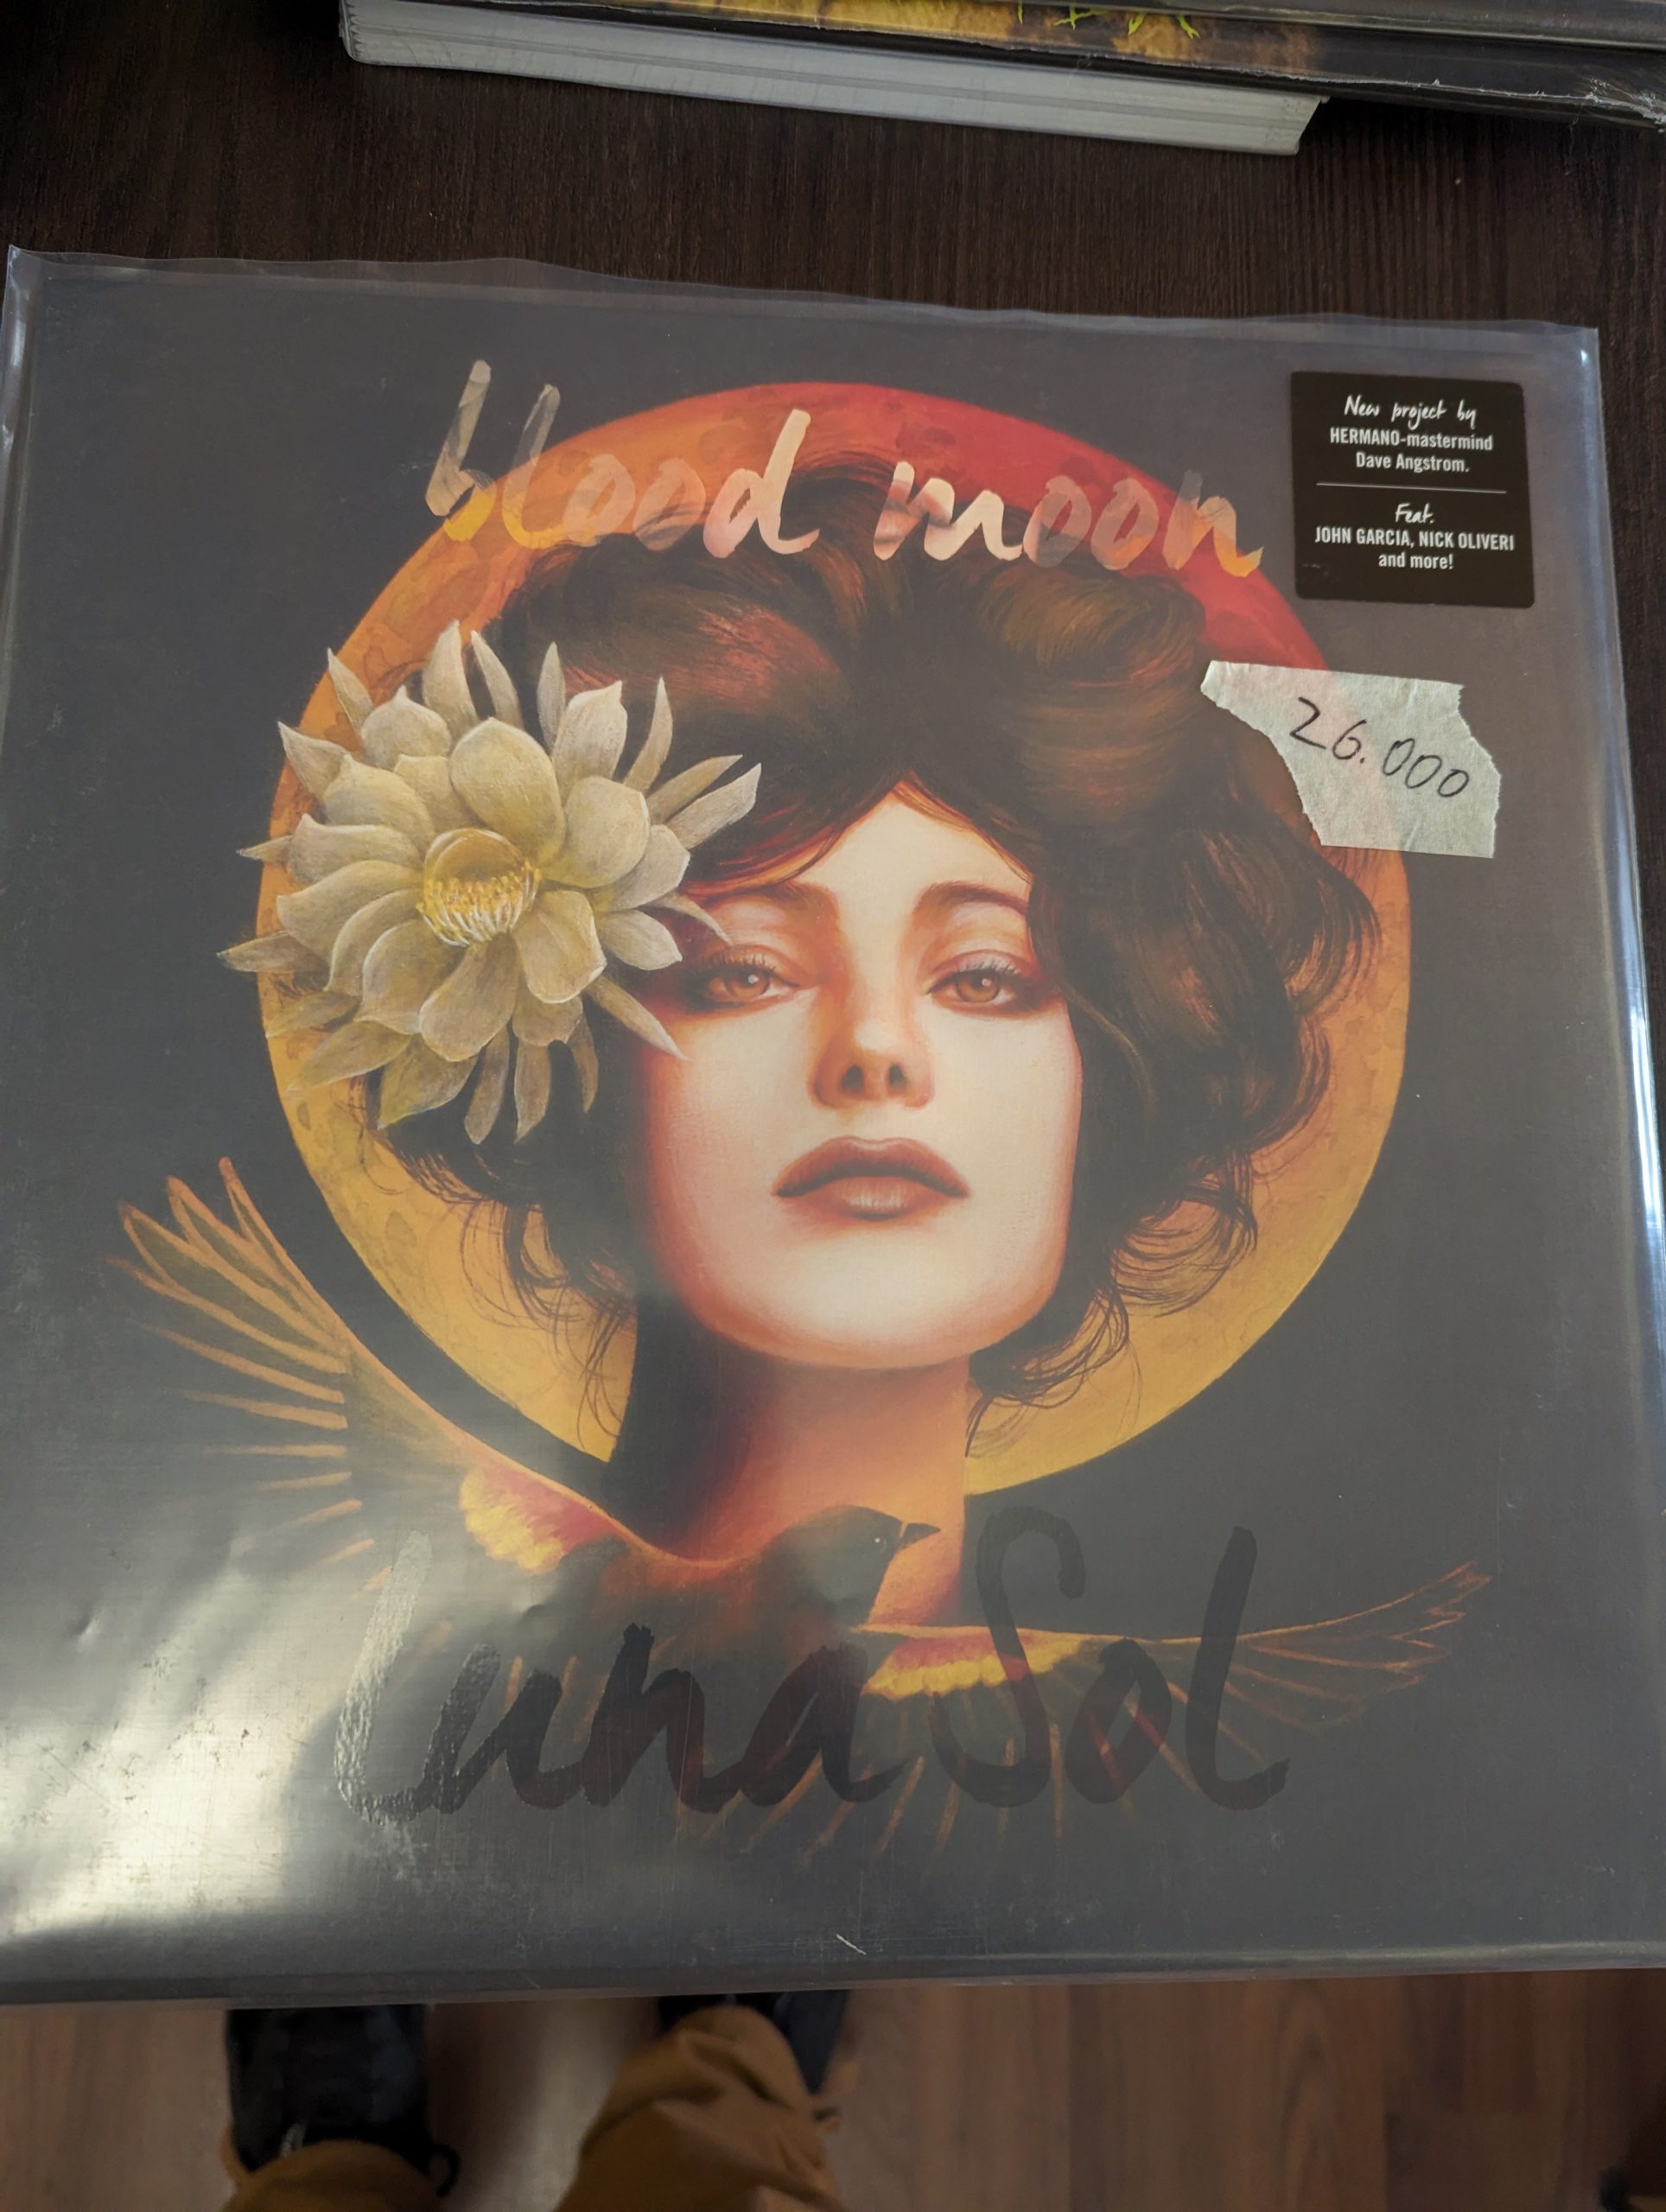 blood moon
New project by
HERMANO-mastermind
Dave Angstrom.
Feat.
JOHN GARCIA, NICK OLIVERI
and more!
26.000
Luna Sol